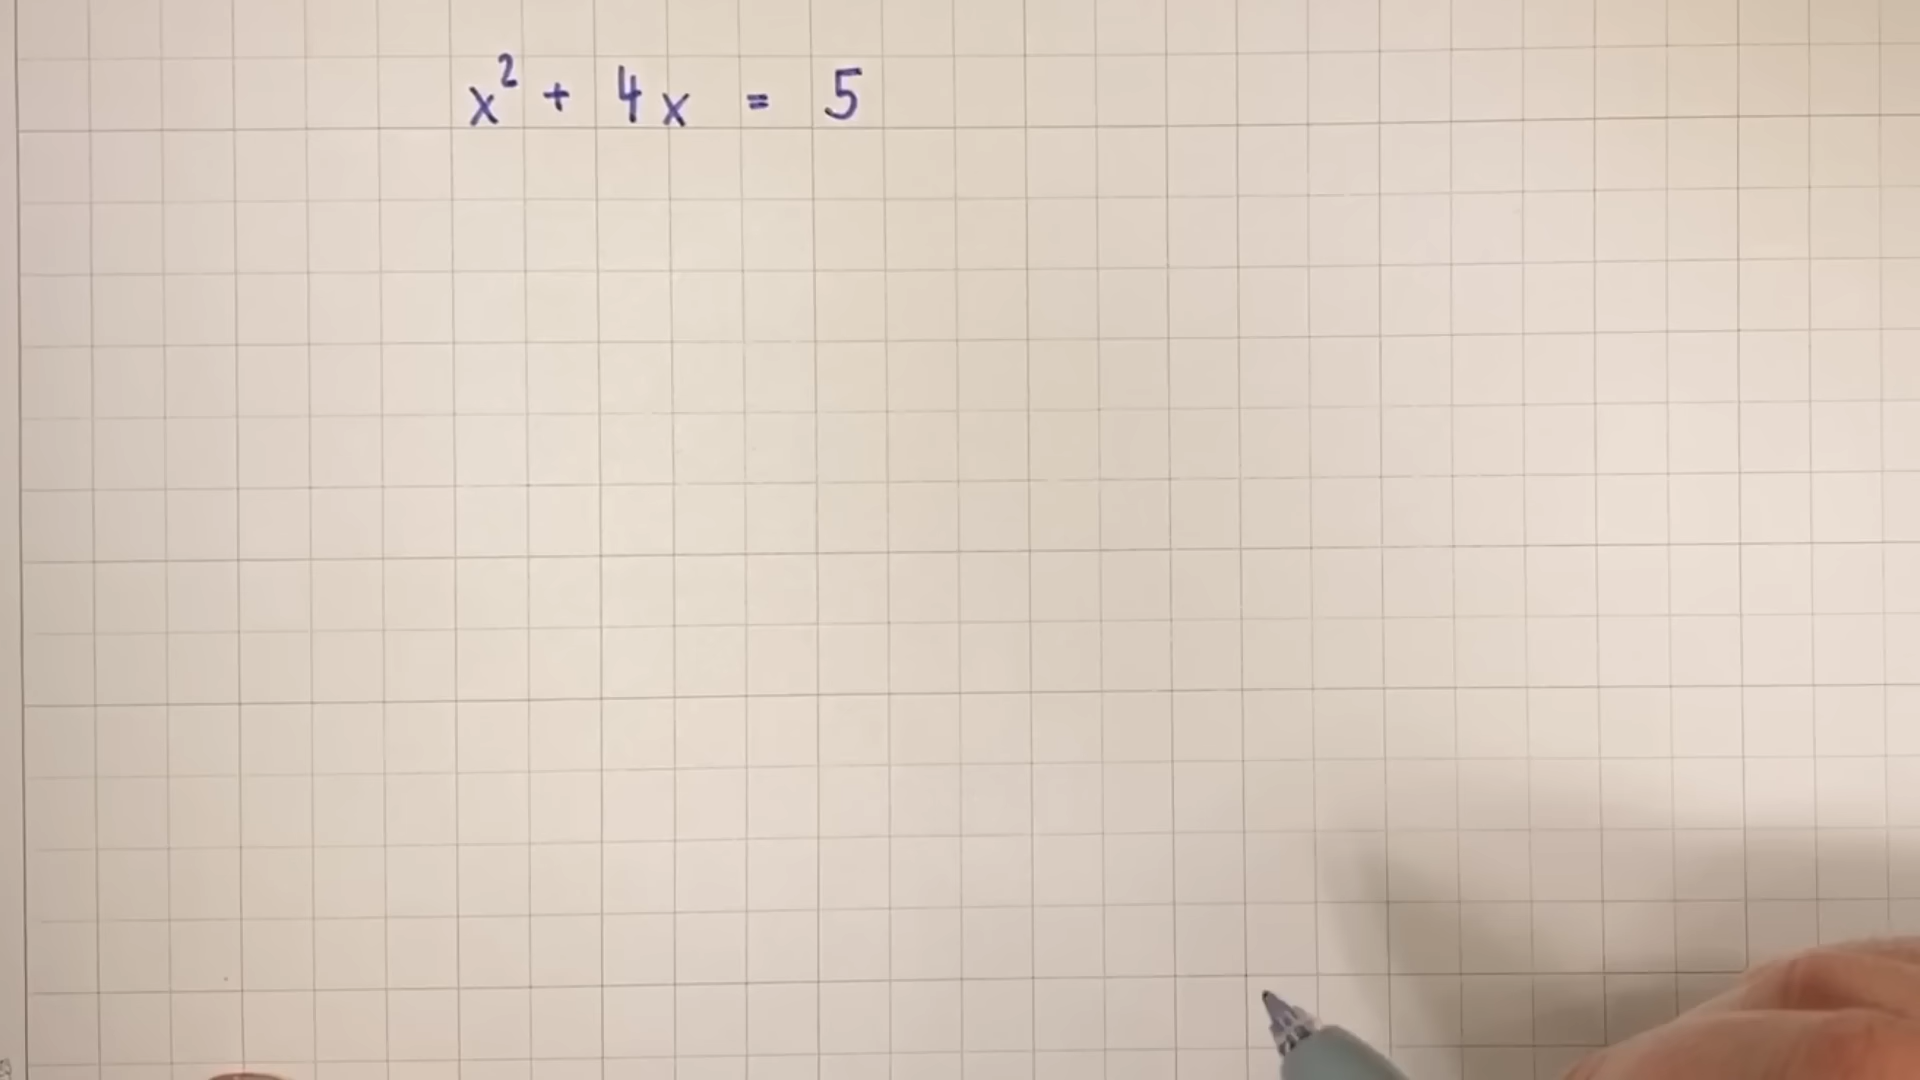 x² + 4x = 5